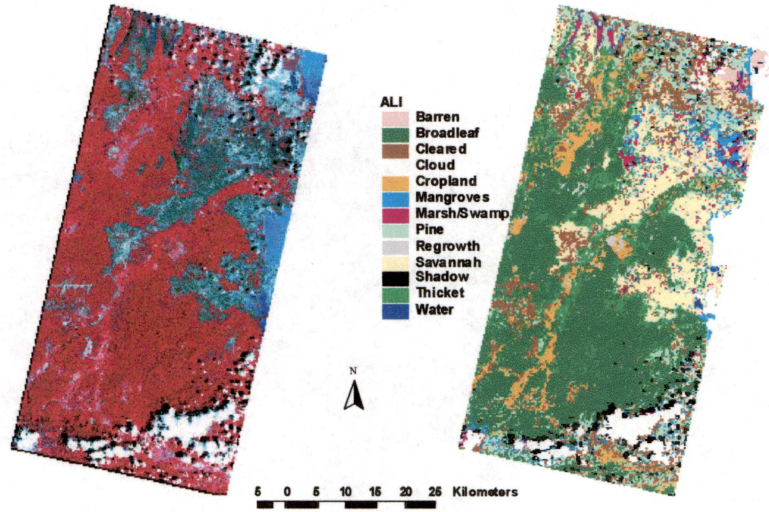 ALI
Barren
Broadleaf
Cleared
Cloud
Cropland
Mangroves
Marsh/Swamp
Pine
Regrowth
Savannah
Shadow
Thicket
Water
N
5 0 5 10 15 20 25 Kilometers